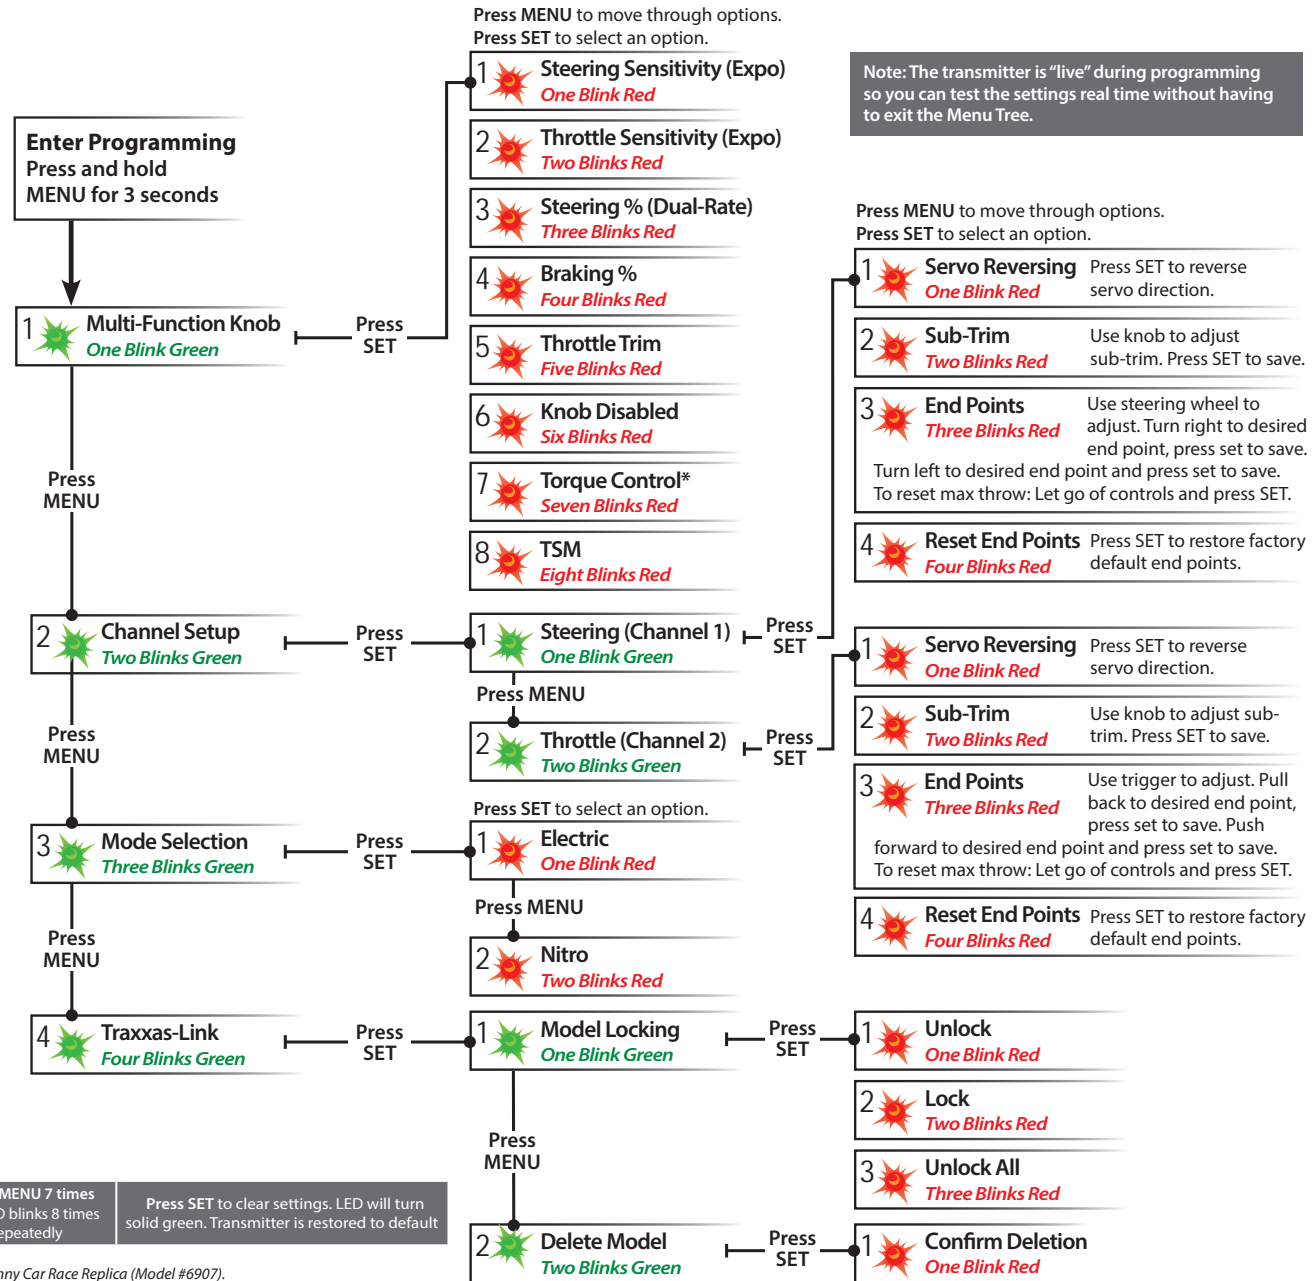 Press MENU to move through options.
Press SET to select an option.
1 Steering Sensitivity (Expo)
One Blink Red
2 Throttle Sensitivity (Expo)
Two Blinks Red
3 Steering % (Dual-Rate)
Three Blinks Red
4 Braking %
Four Blinks Red
5 Throttle Trim
Five Blinks Red
6 Knob Disabled
Six Blinks Red
7 Torque Control*
Seven Blinks Red
8 TSM
Eight Blinks Red
Note: The transmitter is “live” during programming
so you can test the settings real time without having
to exit the Menu Tree.
Enter Programming
Press and hold
MENU for 3 seconds
1 Multi-Function Knob
One Blink Green
Press
SET
Press
MENU
2 Channel Setup
Two Blinks Green
Press
SET
1 Steering (Channel 1)
One Blink Green
Press
SET
Press MENU
2 Throttle (Channel 2)
Two Blinks Green
Press
SET
Press MENU to move through options.
Press SET to select an option.
1 Servo Reversing
One Blink Red
Press SET to reverse
servo direction.
2 Sub-Trim
Two Blinks Red
Use knob to adjust
sub-trim. Press SET to save.
3 End Points
Three Blinks Red
Use steering wheel to
adjust. Turn right to desired
end point, press set to save.
Turn left to desired end point and press set to save.
To reset max throw: Let go of controls and press SET.
4 Reset End Points
Four Blinks Red
Press SET to restore factory
default end points.
1 Servo Reversing
One Blink Red
Press SET to reverse
servo direction.
2 Sub-Trim
Two Blinks Red
Use knob to adjust sub-
trim. Press SET to save.
3 End Points
Three Blinks Red
Use trigger to adjust. Pull
back to desired end point,
press set to save. Push
forward to desired end point and press set to save.
To reset max throw: Let go of controls and press SET.
4 Reset End Points
Four Blinks Red
Press SET to restore factory
default end points.
Press
MENU
3 Mode Selection
Three Blinks Green
Press
SET
Press SET to select an option.
1 Electric
One Blink Red
Press MENU
2 Nitro
Two Blinks Red
Press
MENU
4 Traxxas-Link
Four Blinks Green
Press
SET
1 Model Locking
One Blink Green
Press
SET
1 Unlock
One Blink Red
2 Lock
Two Blinks Red
3 Unlock All
Three Blinks Red
Press
MENU
2 Delete Model
Two Blinks Green
Press
SET
1 Confirm Deletion
One Blink Red
MENU 7 times
blinks 8 times
Press SET to clear settings. LED will turn
solid green. Transmitter is restored to default
Car Race Replica (Model #6907).